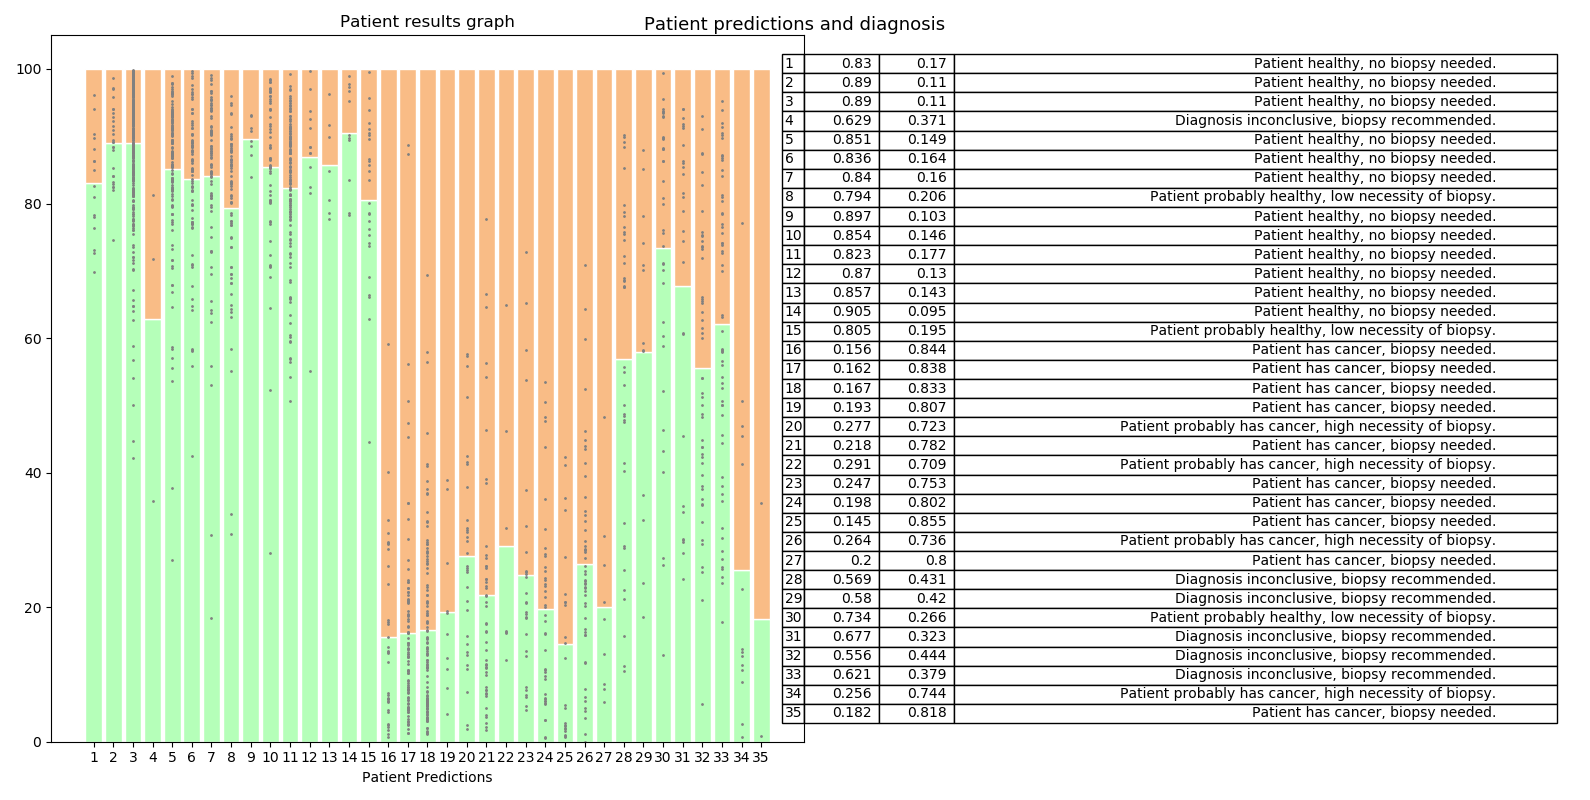 Patient results graph
Patient predictions and diagnosis
100
80
60
40
20
0
1 2 3 4 5 6 7 8 9 10 11 12 13 14 15 16 17 18 19 20 21 22 23 24 25 26 27 28 29 30 31 32 33 34 35
Patient Predictions
1 0.83 0.17 Patient healthy, no biopsy needed.
2 0.89 0.11 Patient healthy, no biopsy needed.
3 0.89 0.11 Patient healthy, no biopsy needed.
4 0.629 0.371 Diagnosis inconclusive, biopsy recommended.
5 0.851 0.149 Patient healthy, no biopsy needed.
6 0.836 0.164 Patient healthy, no biopsy needed.
7 0.84 0.16 Patient healthy, no biopsy needed.
8 0.794 0.206 Patient probably healthy, low necessity of biopsy.
9 0.897 0.103 Patient healthy, no biopsy needed.
10 0.854 0.146 Patient healthy, no biopsy needed.
11 0.823 0.177 Patient healthy, no biopsy needed.
12 0.87 0.13 Patient healthy, no biopsy needed.
13 0.857 0.143 Patient healthy, no biopsy needed.
14 0.905 0.095 Patient healthy, no biopsy needed.
15 0.805 0.195 Patient probably healthy, low necessity of biopsy.
16 0.156 0.844 Patient has cancer, biopsy needed.
17 0.162 0.838 Patient has cancer, biopsy needed.
18 0.167 0.833 Patient has cancer, biopsy needed.
19 0.193 0.807 Patient has cancer, biopsy needed.
20 0.277 0.723 Patient probably has cancer, high necessity of biopsy.
21 0.218 0.782 Patient has cancer, biopsy needed.
22 0.291 0.709 Patient probably has cancer, high necessity of biopsy.
23 0.247 0.753 Patient has cancer, biopsy needed.
24 0.198 0.802 Patient has cancer, biopsy needed.
25 0.145 0.855 Patient has cancer, biopsy needed.
26 0.264 0.736 Patient probably has cancer, high necessity of biopsy.
27 0.2 0.8 Patient has cancer, biopsy needed.
28 0.569 0.431 Diagnosis inconclusive, biopsy recommended.
29 0.58 0.42 Diagnosis inconclusive, biopsy recommended.
30 0.734 0.266 Patient probably healthy, low necessity of biopsy.
31 0.677 0.323 Diagnosis inconclusive, biopsy recommended.
32 0.556 0.444 Diagnosis inconclusive, biopsy recommended.
33 0.621 0.379 Diagnosis inconclusive, biopsy recommended.
34 0.256 0.744 Patient probably has cancer, high necessity of biopsy.
35 0.182 0.818 Patient has cancer, biopsy needed.